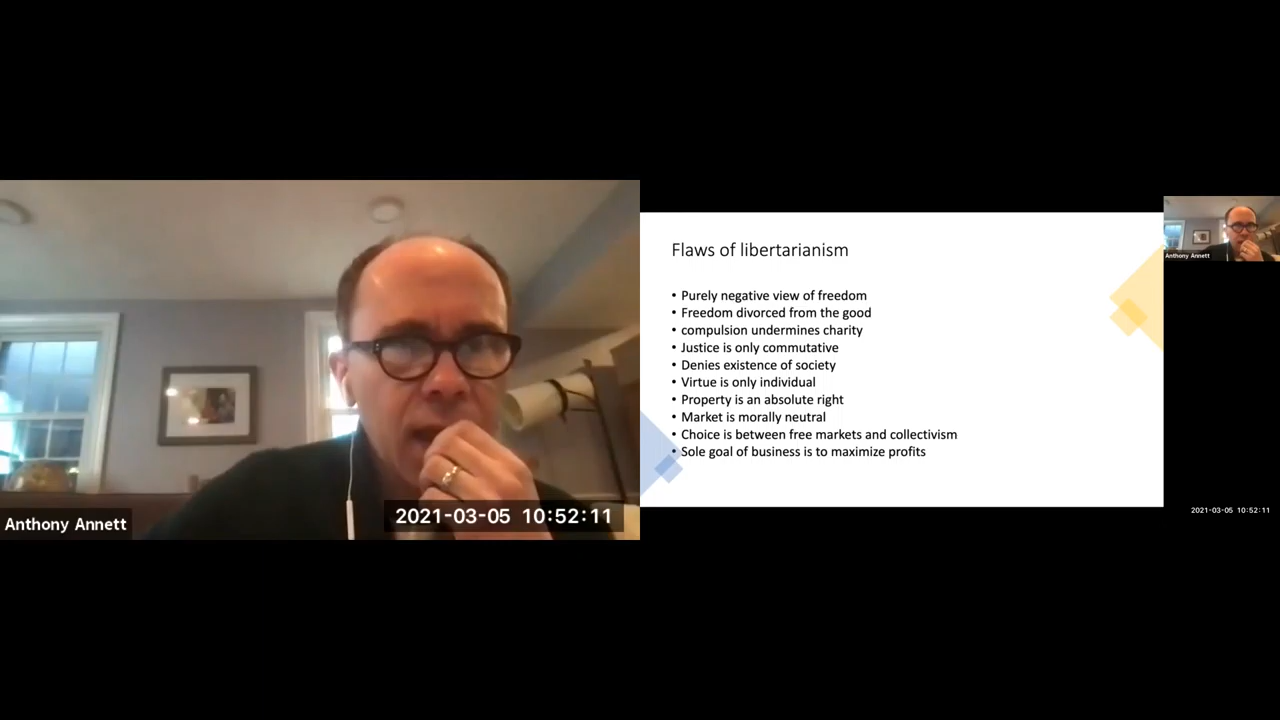 Anthony Annett
2021-03-05 10:52:11
Flaws of libertarianism
• Purely negative view of freedom
• Freedom divorced from the good
• compulsion undermines charity
• Justice is only commutative
• Denies existence of society
• Virtue is only individual
• Property is an absolute right
• Market is morally neutral
• Choice is between free markets and collectivism
• Sole goal of business is to maximize profits
Anthony Annett
2021-03-05 10:52:11